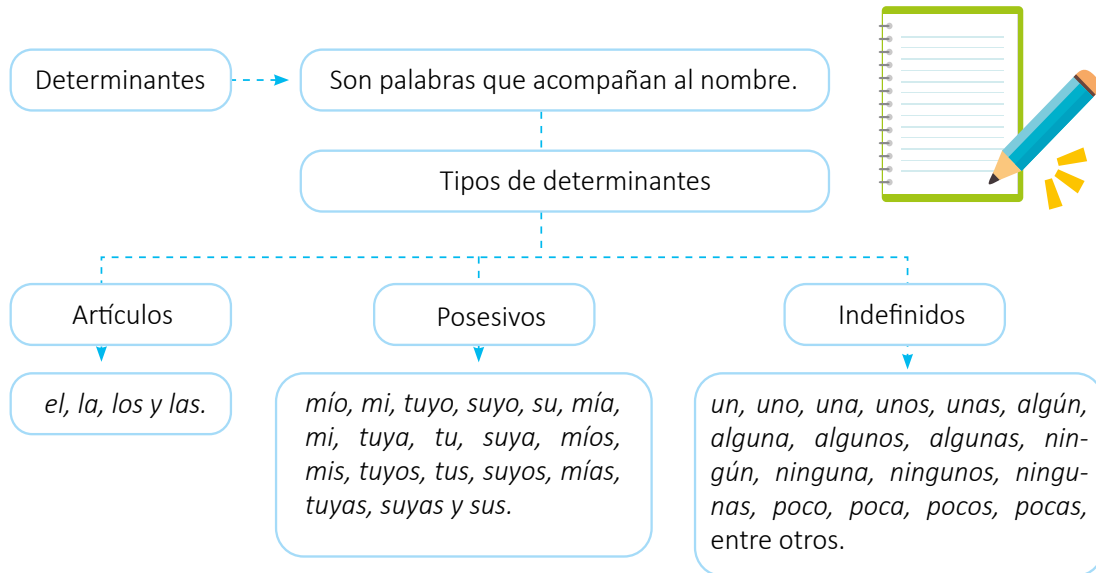 Determinantes
Son palabras que acompañan al nombre.
Tipos de determinantes
Artículos
Posesivos
Indefinidos
el, la, los y las.
mío, mi, tuyo, suyo, su, mía,
mi, tuya, tu, suya, míos,
mis, tuyos, tus, suyos, mías,
tuyas, suyas y sus.
un, uno, una, unos, unas, algún,
alguna, algunos, algunas, nin-
gún, ninguna, ningunos, ningu-
nas, poco, poca, pocos, pocas,
entre otros.